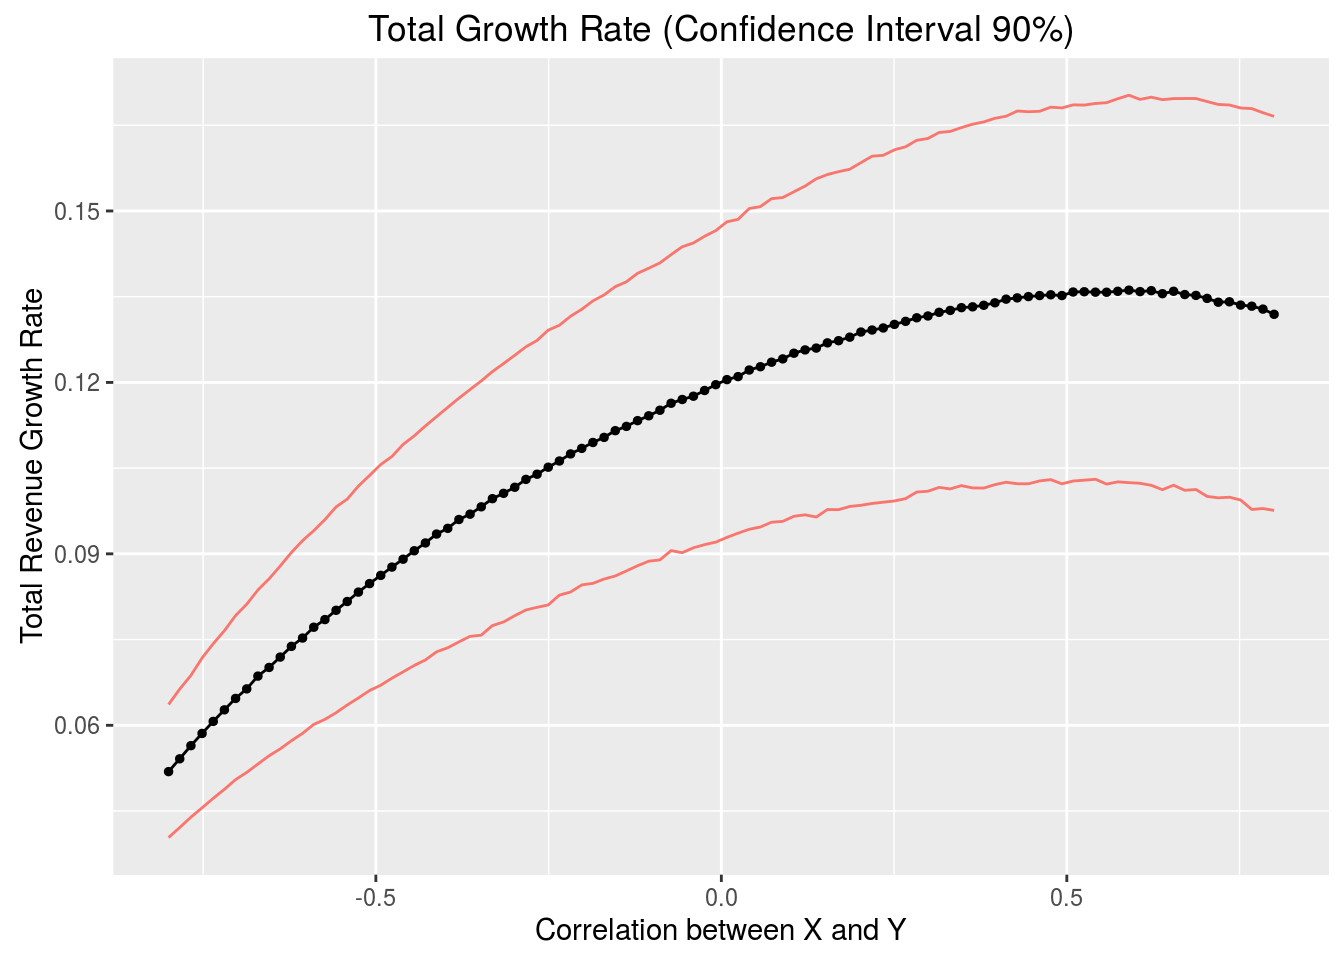 Total Growth Rate (Confidence Interval 90%)
Total Revenue Growth Rate
0.15
0.12
0.09
0.06
-0.5
0.0
0.5
Correlation between X and Y